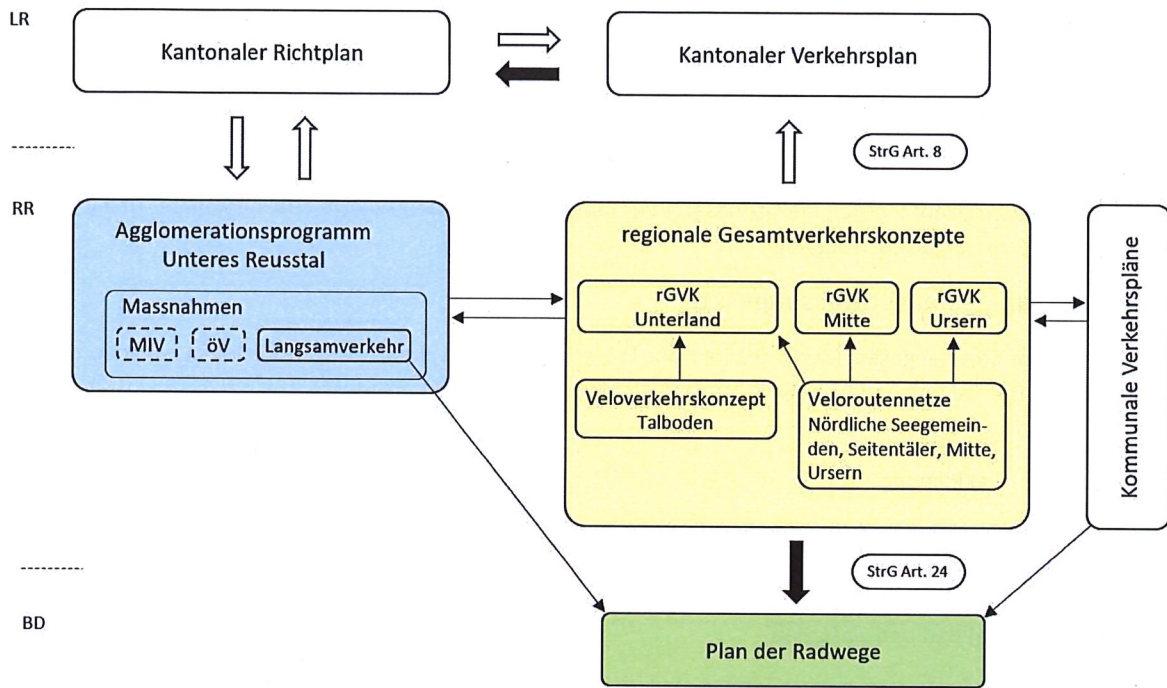 LR
Kantonaler Richtplan
Kantonaler Verkehrsplan
StrG Art. 8
RR
Agglomerationsprogramm
Unteres Reusstal
Massnahmen
MIV
öV
Langsamverkehr
regionale Gesamtverkehrskonzepte
rGVK
Unterland
rGVK
Mitte
rGVK
Ursern
Veloverkehrskonzept
Talboden
Veloroutennetze
Nördliche Seegemein-
den, Seitentäler, Mitte,
Ursern
Kommunale Verkehrspläne
StrG Art. 24
BD
Plan der Radwege